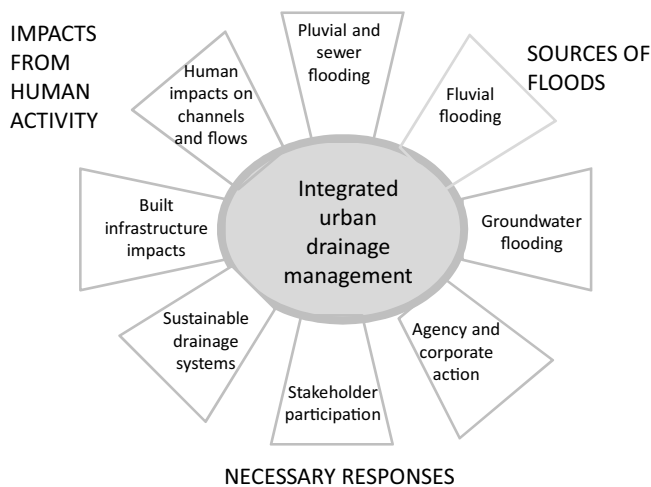 IMPACTS
FROM
HUMAN
ACTIVITY
Pluvial and
sewer
flooding
SOURCES OF
FLOODS
Human
impacts on
channels
and flows
Fluvial
flooding
Integrated
urban
drainage
management
Built
infrastructure
impacts
Groundwater
flooding
Sustainable
drainage
systems
Agency and
corporate
action
Stakeholder
participation
NECESSARY RESPONSES